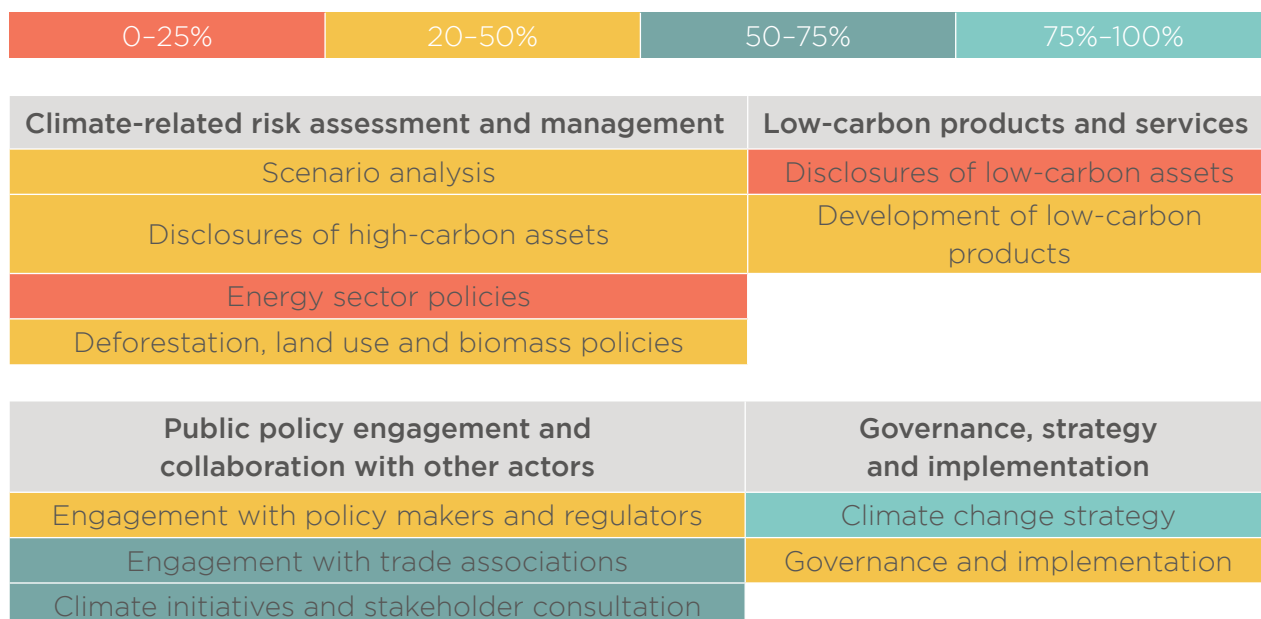 0–25% 20–50% 50–75% 75%–100%
Climate-related risk assessment and management
Scenario analysis
Disclosures of high-carbon assets
Energy sector policies
Deforestation, land use and biomass policies
Low-carbon products and services
Disclosures of low-carbon assets
Development of low-carbon
products
Public policy engagement and
collaboration with other actors
Engagement with policy makers and regulators
Engagement with trade associations
Climate initiatives and stakeholder consultation
Governance, strategy
and implementation
Climate change strategy
Governance and implementation